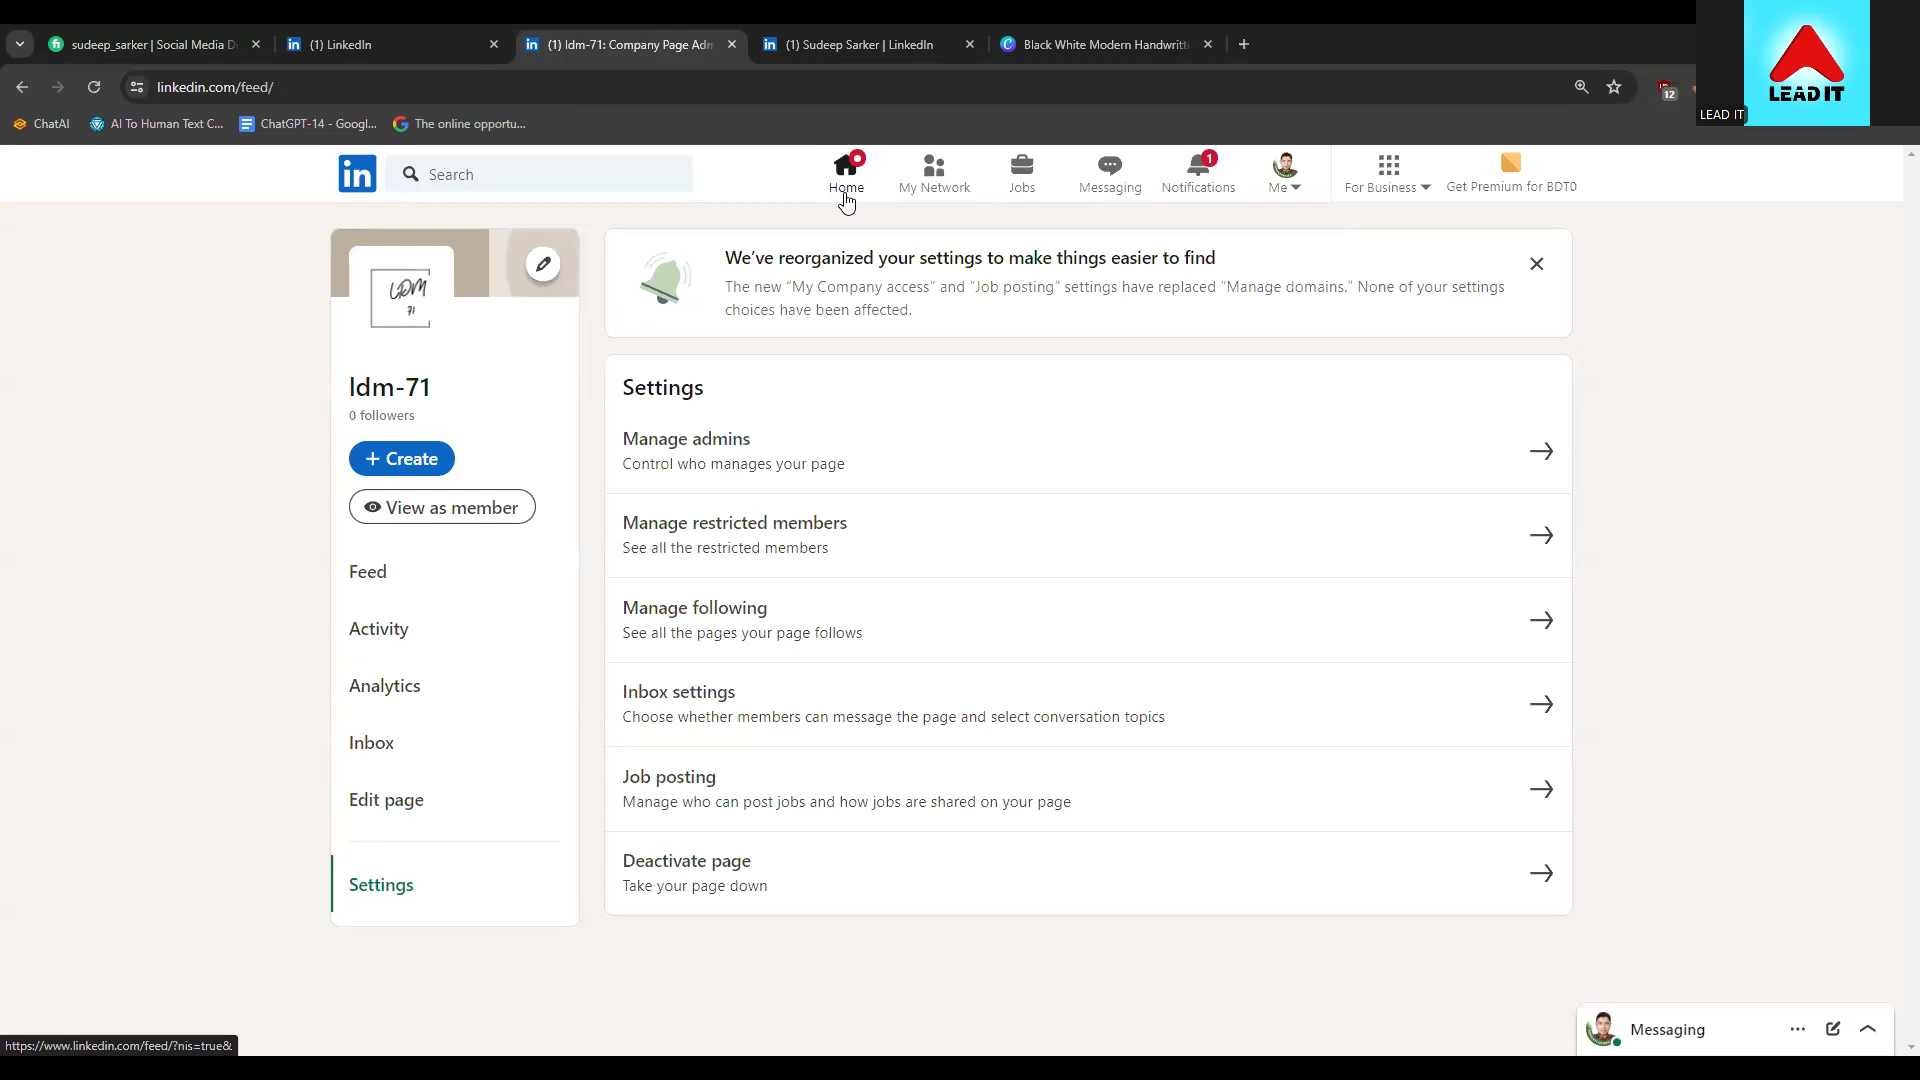 sudeep_sarker | Social Media D
(1) LinkedIn
(1) ldm-71: Company Page Adm
(1) Sudeep Sarker | LinkedIn
Black White Modern Handwritt
linkedin.com/feed/
12
LEAD IT
LEAD IT
ChatAI
AI To Human Text C...
ChatGPT-14 - Googl...
The online opportu...
in
Search
Home
My Network
Jobs
Messaging
1
Notifications
Me
For Business
Get Premium for BDT0
LDM
71
ldm-71
0 followers
+ Create
View as member
Feed
Activity
Analytics
Inbox
Edit page
Settings
We've reorganized your settings to make things easier to find
The new “My Company access” and “Job posting” settings have replaced “Manage domains.” None of your settings
choices have been affected.
Settings
Manage admins
Control who manages your page
Manage restricted members
See all the restricted members
Manage following
See all the pages your page follows
Inbox settings
Choose whether members can message the page and select conversation topics
Job posting
Manage who can post jobs and how jobs are shared on your page
Deactivate page
Take your page down
Messaging
https://www.linkedin.com/feed/?nis=true&